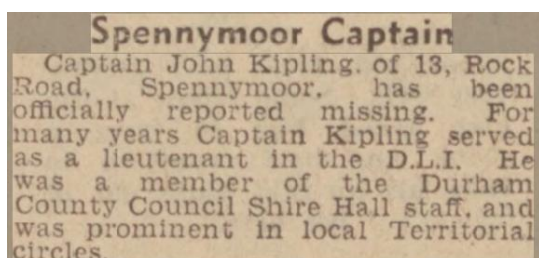 Spennymoor Captain
Captain John Kipling. of 13, Rock
Road, Spennymoor. has been
officially reported missing. For
many years Captain Kipling served
as a lieutenant in the D.L.I. He
was a member of the Durham
County Council Shire Hall staff, and
was prominent in local Territorial
circles.